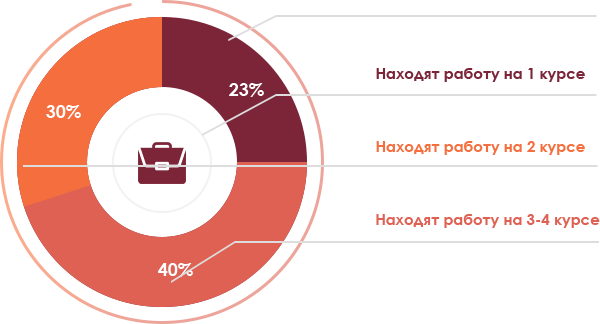 23%
Находят работу на 1 курсе
30%
Находят работу на 2 курсе
Находят работу на 3-4 курсе
40%